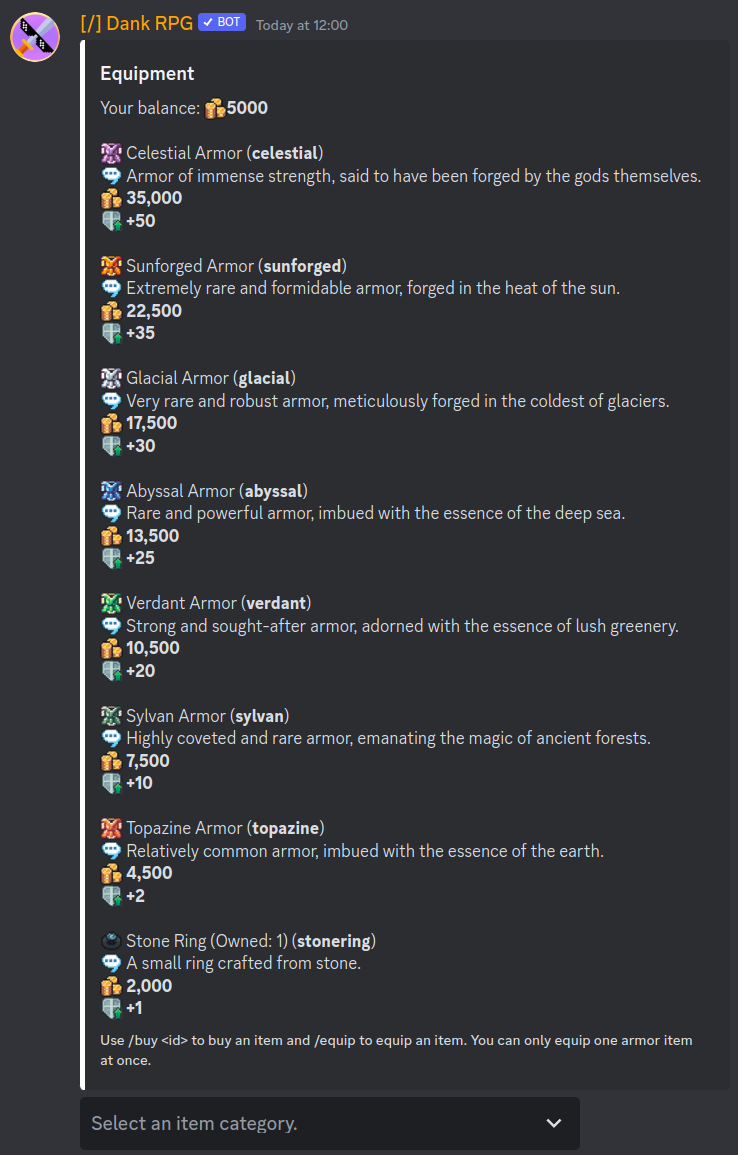 [/] Dank RPG ✓ BOT Today at 12:00
Equipment
Your balance: 5000
Celestial Armor (celestial)
Armor of immense strength, said to have been forged by the gods themselves.
35,000
+50
Sunforged Armor (sunforged)
Extremely rare and formidable armor, forged in the heat of the sun.
22,500
+35
Glacial Armor (glacial)
Very rare and robust armor, meticulously forged in the coldest of glaciers.
17,500
+30
Abyssal Armor (abyssal)
Rare and powerful armor, imbued with the essence of the deep sea.
13,500
+25
Verdant Armor (verdant)
Strong and sought-after armor, adorned with the essence of lush greenery.
10,500
+20
Sylvan Armor (sylvan)
Highly coveted and rare armor, emanating the magic of ancient forests.
7,500
+10
Topazine Armor (topazine)
Relatively common armor, imbued with the essence of the earth.
4,500
+2
Stone Ring (Owned: 1) (stonering)
A small ring crafted from stone.
2,000
+1
Use /buy <id> to buy an item and /equip to equip an item. You can only equip one armor item
at once.
Select an item category.